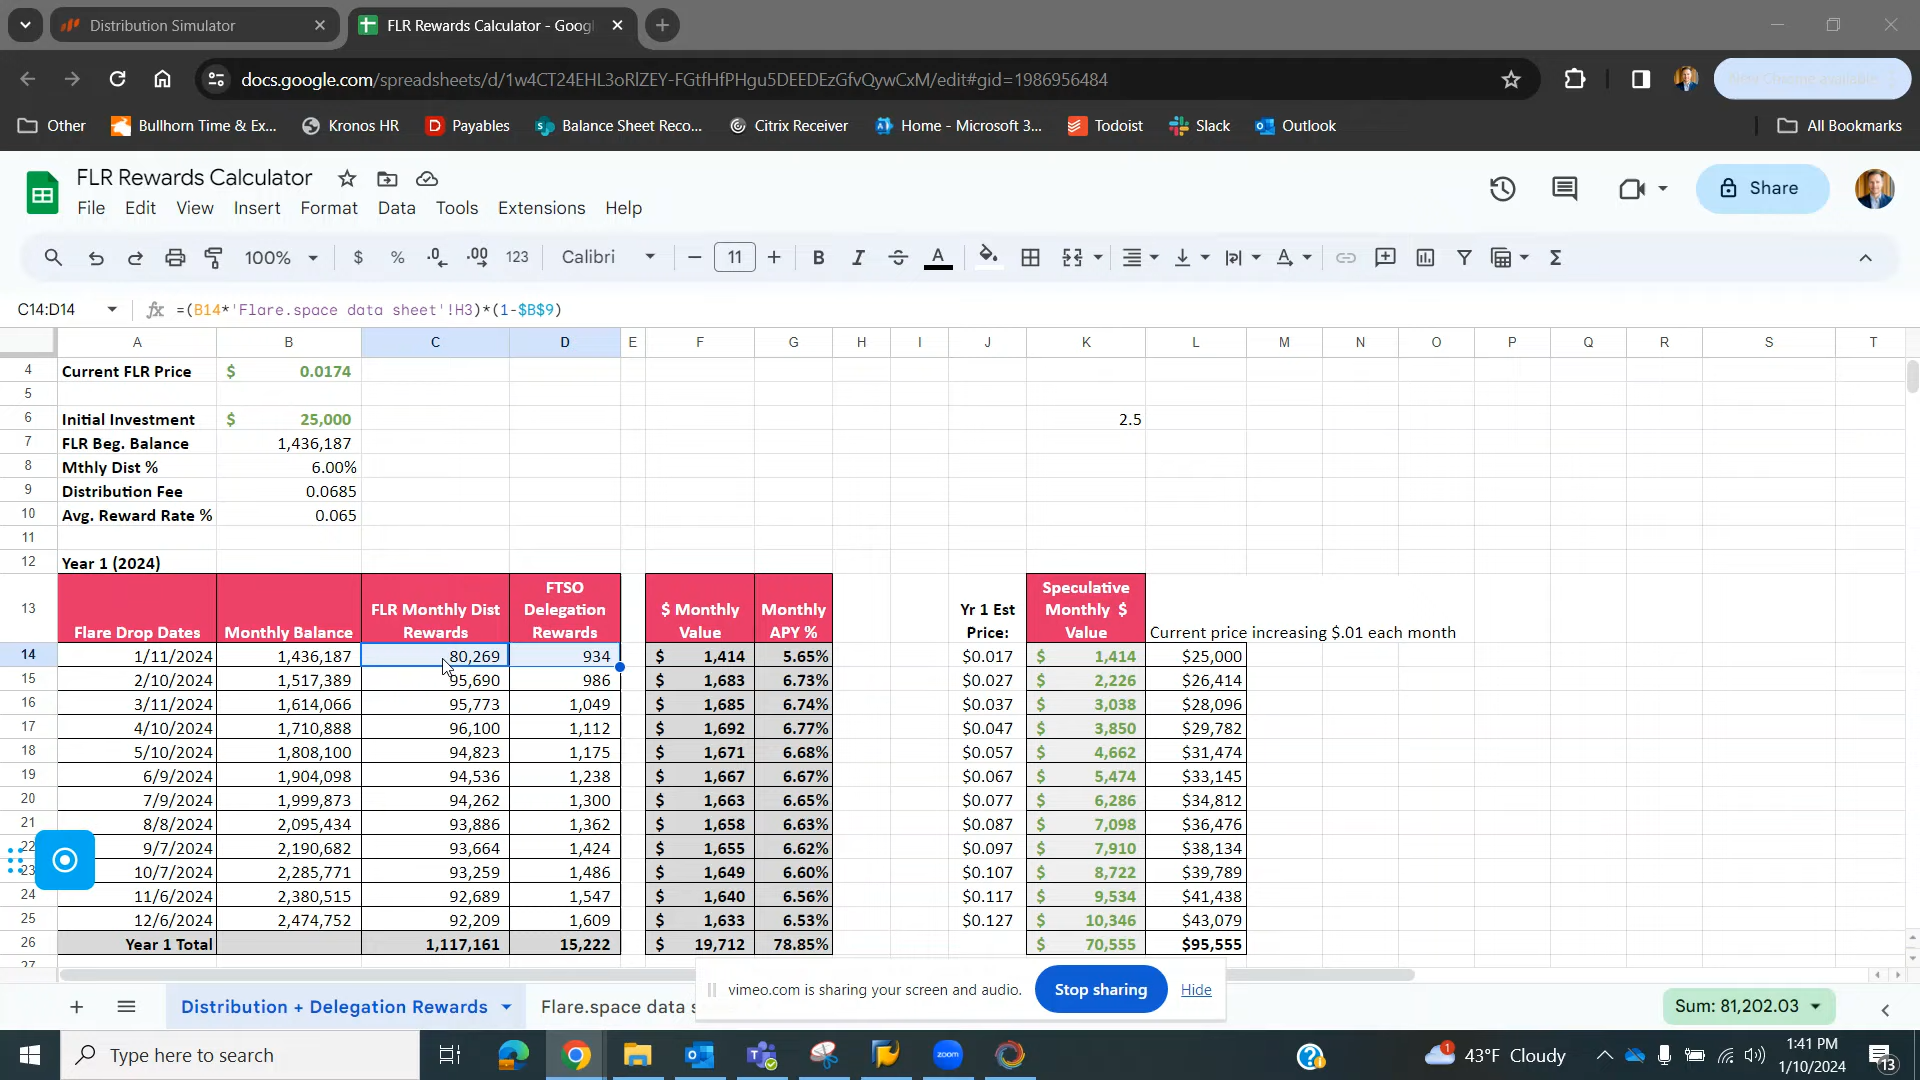 Distribution Simulator
FLR Rewards Calculator - Goog
docs.google.com/spreadsheets/d/1w4CT24EHL3oRlZEY-FGtfHfPHgu5DEEDEzGfvQywCxM/edit#gid=1986956484
Other Bullhorn Time & Ex... Kronos HR Payables Balance Sheet Reco... Citrix Receiver Home - Microsoft 3... Todoist Slack Outlook All Bookmarks
FLR Rewards Calculator
File Edit View Insert Format Data Tools Extensions Help
Share
100% $ % .0 .00 123 Calibri 11 B I A
C14:D14 =(B14*'Flare.space data sheet'!H3)*(1-$B$9)
A B C D E F G H I J K L M N O P Q R S T
4 Current FLR Price $ 0.0174
5
6 Initial Investment $ 25,000 2.5
7 FLR Beg. Balance 1,436,187
8 Mthly Dist % 6.00%
9 Distribution Fee 0.0685
10 Avg. Reward Rate % 0.065
11
12 Year 1 (2024)
13 Flare Drop Dates Monthly Balance FLR Monthly Dist Rewards FTSO Delegation Rewards $ Monthly Value Monthly APY % Yr 1 Est Price: Speculative Monthly $ Value Current price increasing $.01 each month
14 1/11/2024 1,436,187 80,269 934 $ 1,414 5.65% $0.017 $ 1,414 $25,000
15 2/10/2024 1,517,389 95,690 986 $ 1,683 6.73% $0.027 $ 2,226 $26,414
16 3/11/2024 1,614,066 95,773 1,049 $ 1,685 6.74% $0.037 $ 3,038 $28,096
17 4/10/2024 1,710,888 96,100 1,112 $ 1,692 6.77% $0.047 $ 3,850 $29,782
18 5/10/2024 1,808,100 94,823 1,175 $ 1,671 6.68% $0.057 $ 4,662 $31,474
19 6/9/2024 1,904,098 94,536 1,238 $ 1,667 6.67% $0.067 $ 5,474 $33,145
20 7/9/2024 1,999,873 94,262 1,300 $ 1,663 6.65% $0.077 $ 6,286 $34,812
21 8/8/2024 2,095,434 93,886 1,362 $ 1,658 6.63% $0.087 $ 7,098 $36,476
22 9/7/2024 2,190,682 93,664 1,424 $ 1,655 6.62% $0.097 $ 7,910 $38,134
23 10/7/2024 2,285,771 93,259 1,486 $ 1,649 6.60% $0.107 $ 8,722 $39,789
24 11/6/2024 2,380,515 92,689 1,547 $ 1,640 6.56% $0.117 $ 9,534 $41,438
25 12/6/2024 2,474,752 92,209 1,609 $ 1,633 6.53% $0.127 $ 10,346 $43,079
26 Year 1 Total 1,117,161 15,222 $ 19,712 78.85% $ 70,555 $95,555
27
vimeo.com is sharing your screen and audio. Stop sharing Hide
Distribution + Delegation Rewards Flare.space data s Sum: 81,202.03
Type here to search
zoom
1
43°F Cloudy
1:41 PM
1/10/2024
13